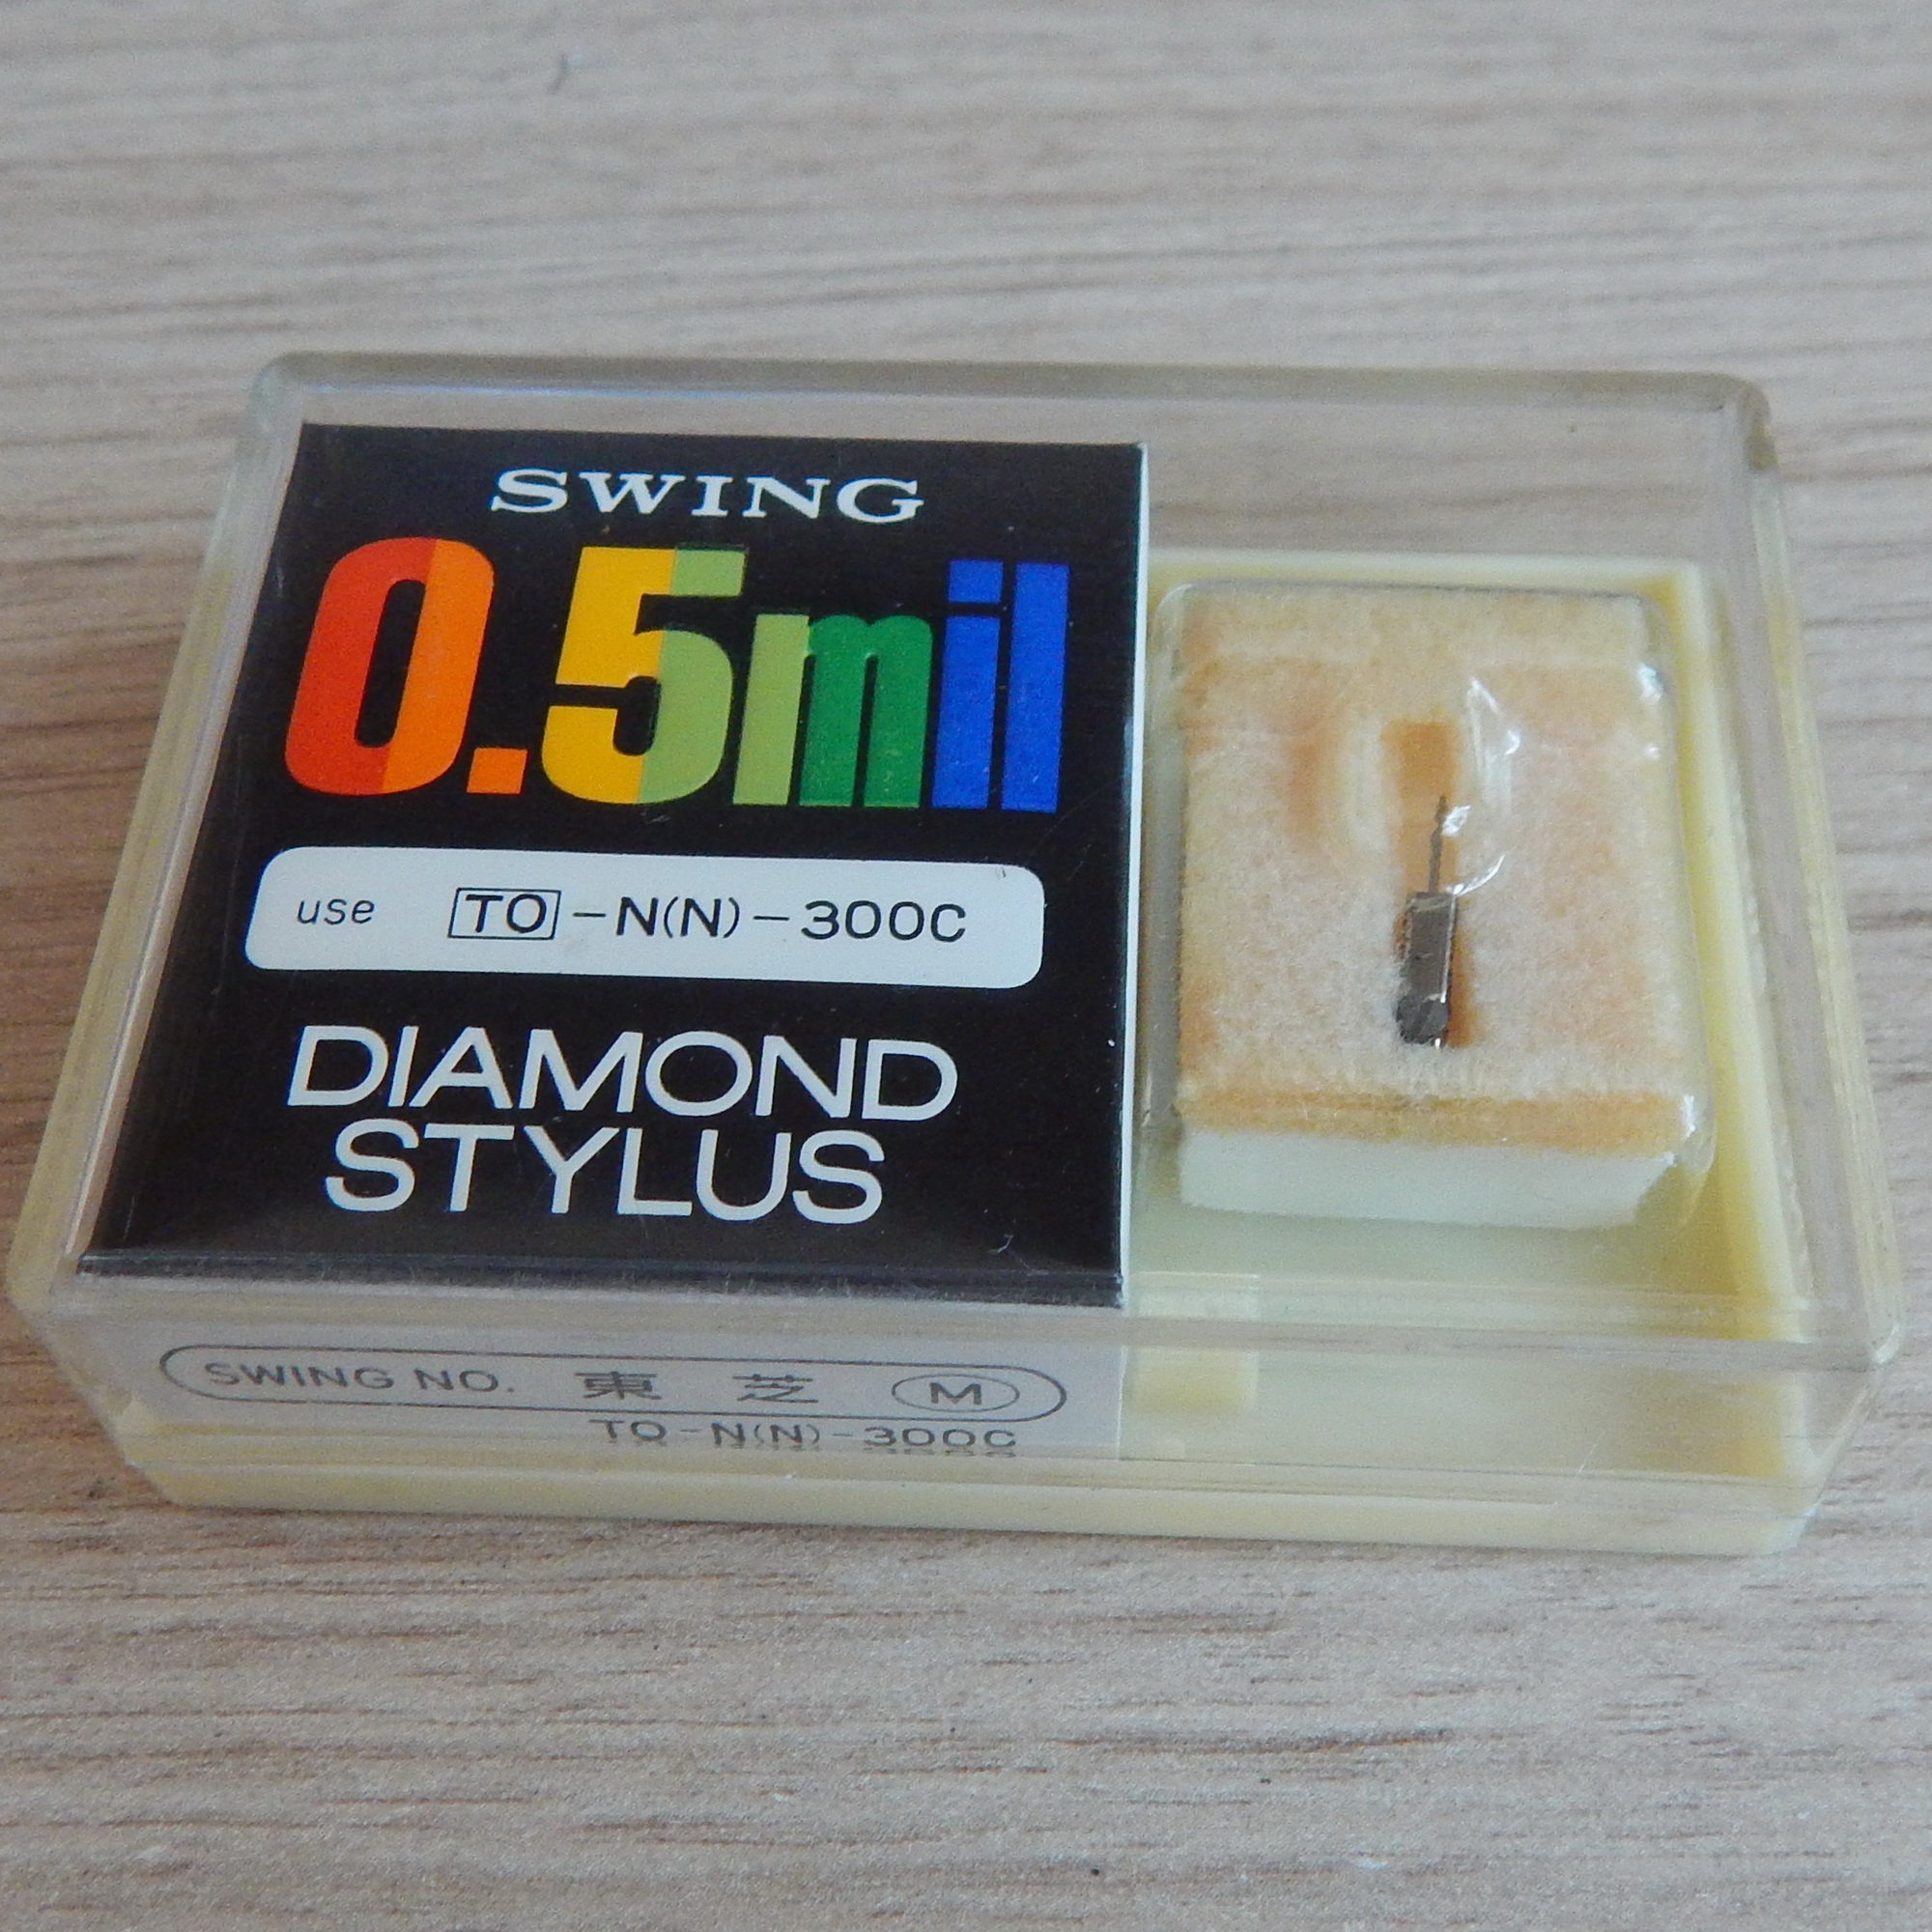 SWING
0.5mil
use TO-N(N)-300C
DIAMOND
STYLUS
SWING NO. 東 芝 M
TO-N(N)-300C